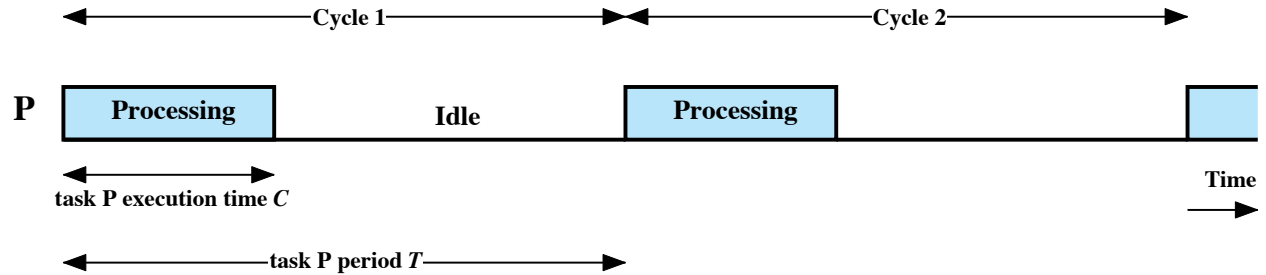 Cycle 1
Cycle 2
P
Processing
Idle
Processing
task P execution time C
Time
task P period T